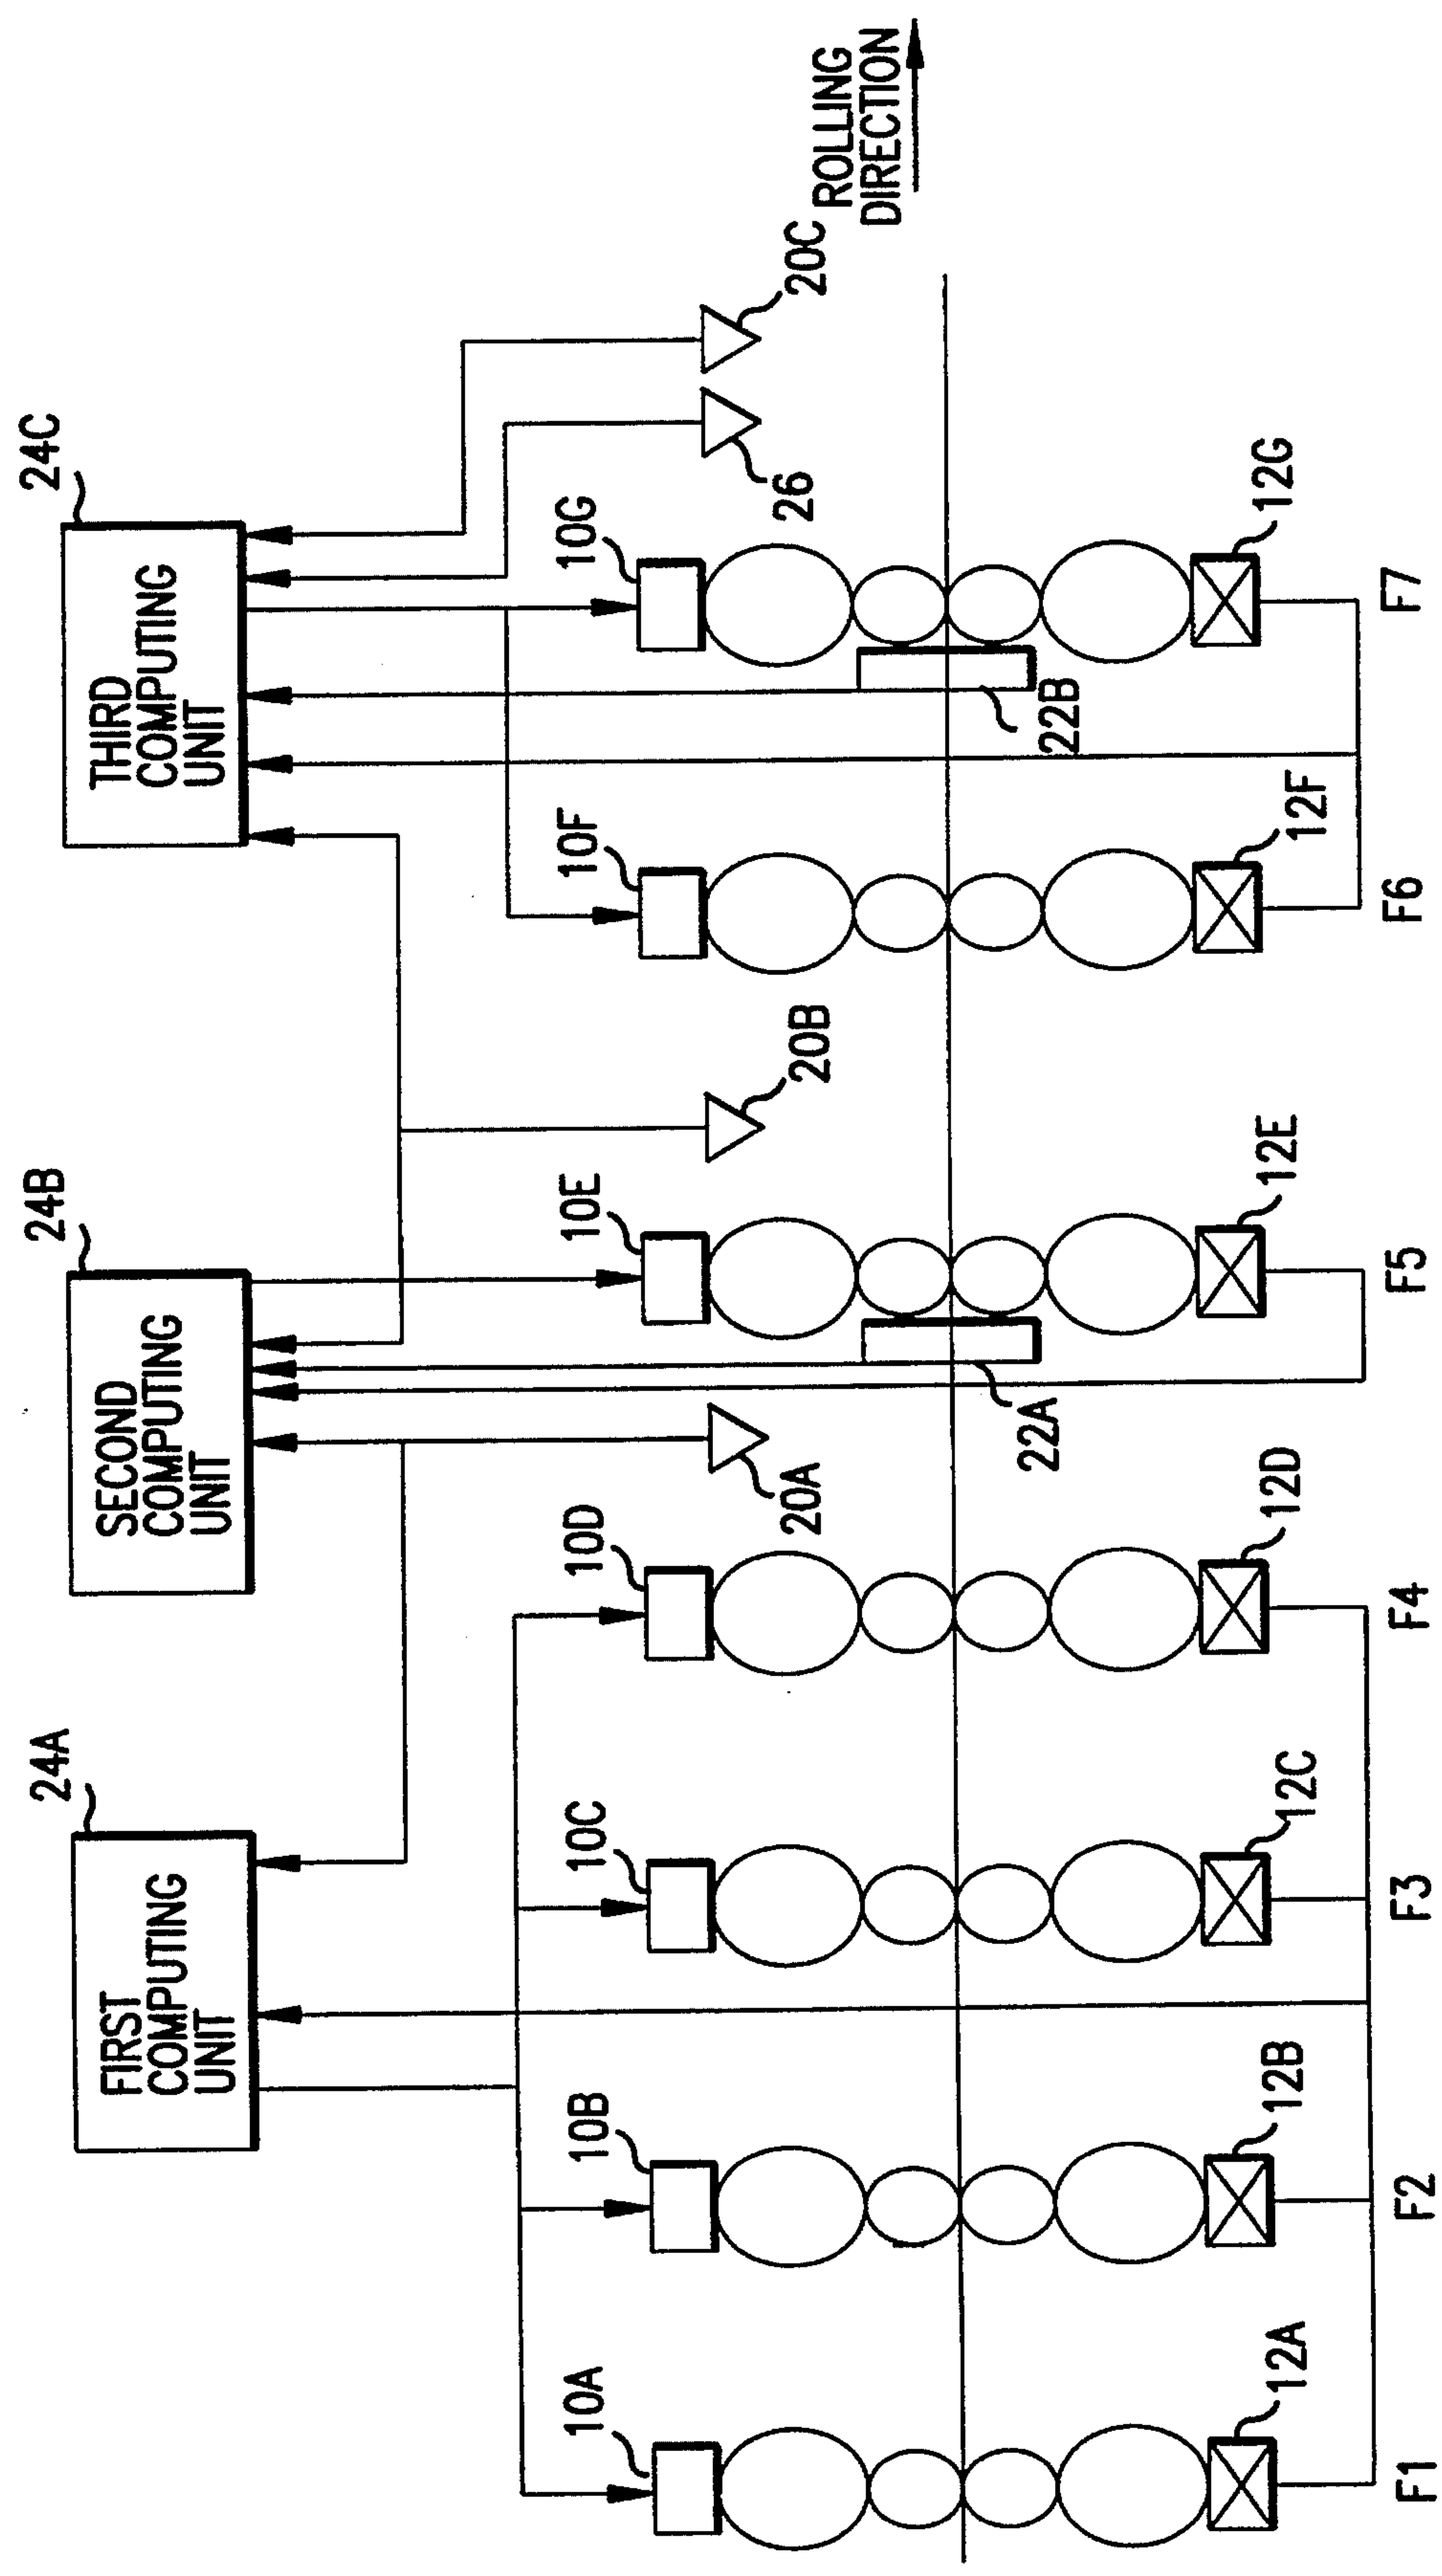 24A
24B
24C
FIRST
COMPUTING
UNIT
SECOND
COMPUTING
UNIT
THIRD
COMPUTING
UNIT
10A
10B
10C
10D
10E
10F
10G
20A
20B
26
20C
ROLLING
DIRECTION
22A
22B
12A
12B
12C
12D
12E
12F
12G
F1
F2
F3
F4
F5
F6
F7